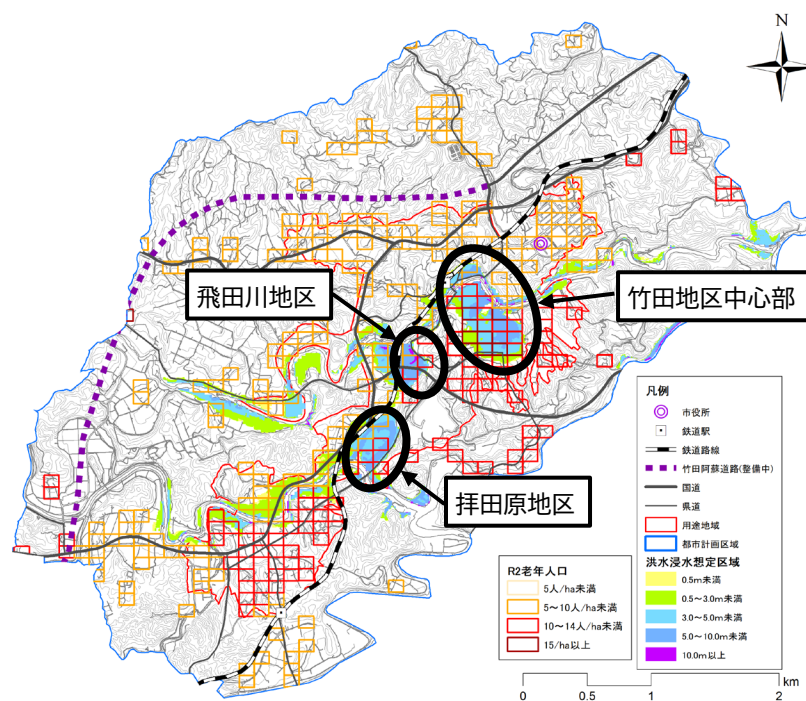 N
飛田川地区
竹田地区中心部
拝田原地区
凡例
市役所
鉄道駅
鉄道路線
竹田阿蘇道路(整備中)
国道
県道
用途地域
都市計画区域
洪水浸水想定区域
0.5m未満
0.5~3.0m未満
3.0~5.0m未満
5.0~10.0m未満
10.0m以上
R2老年人口
5人/ha未満
5~10人/ha未満
10~14人/ha未満
15/ha以上
km
0 0.5 1 2